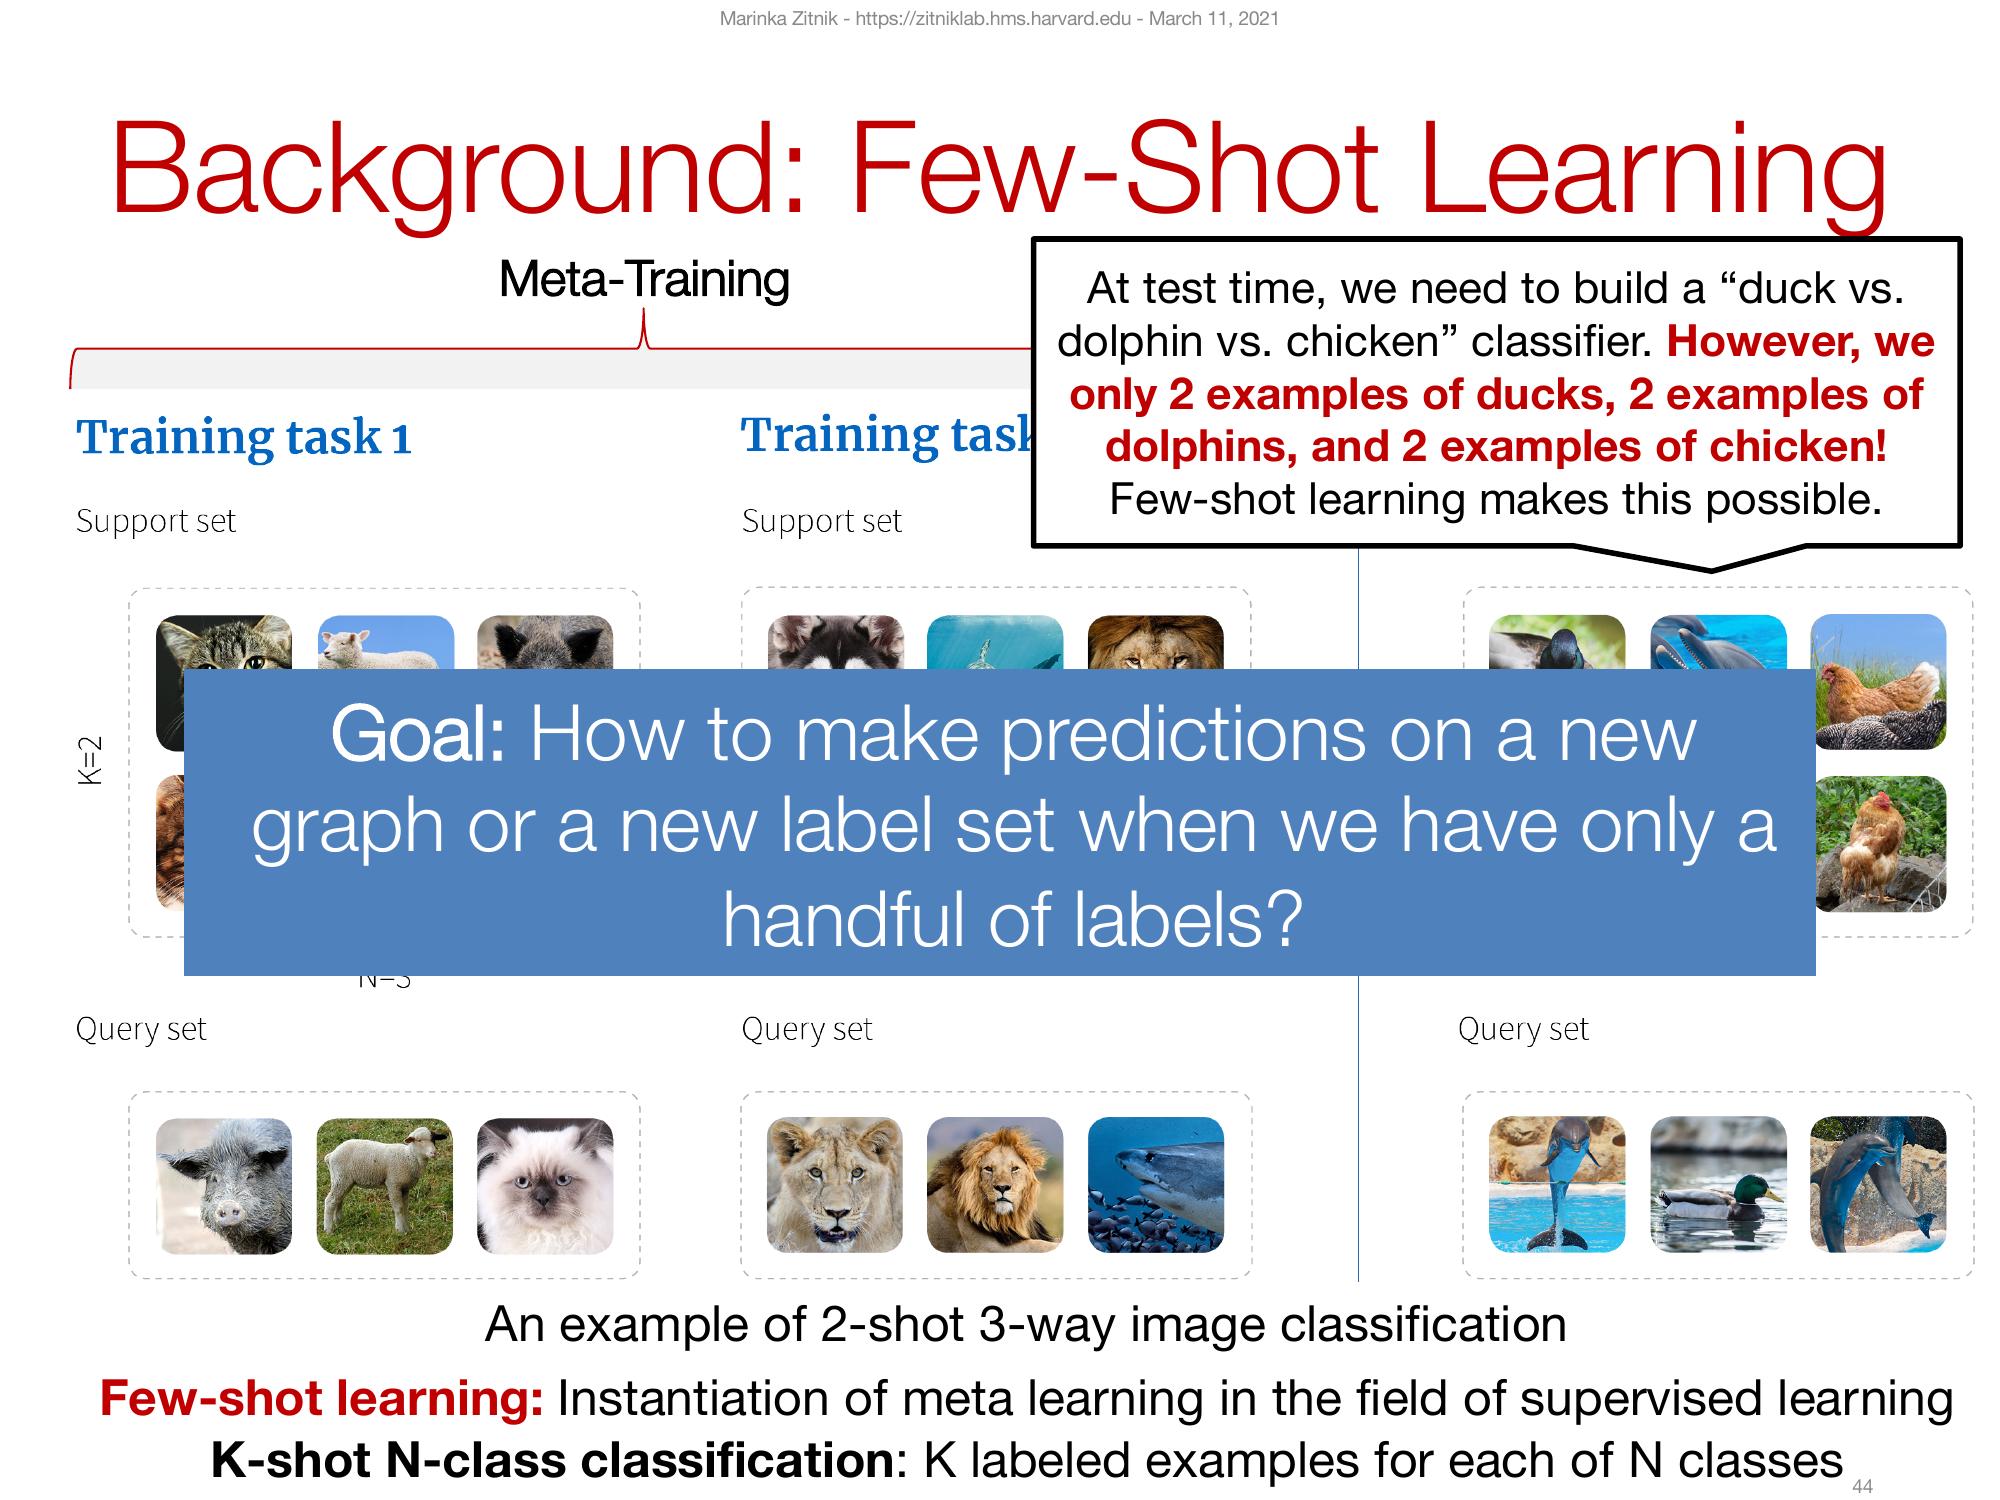 Marinka Zitnik - https://zitniklab.hms.harvard.edu - March 11, 2021
Background: Few-Shot Learning
Meta-Training
At test time, we need to build a “duck vs.
dolphin vs. chicken” classifier. However, we
only 2 examples of ducks, 2 examples of
dolphins, and 2 examples of chicken!
Few-shot learning makes this possible.
Training task 1
Training task
Support set
Support set
K=2
Goal: How to make predictions on a new
graph or a new label set when we have only a
handful of labels?
N=3
Query set
Query set
Query set
An example of 2-shot 3-way image classification
Few-shot learning: Instantiation of meta learning in the field of supervised learning
K-shot N-class classification: K labeled examples for each of N classes
44